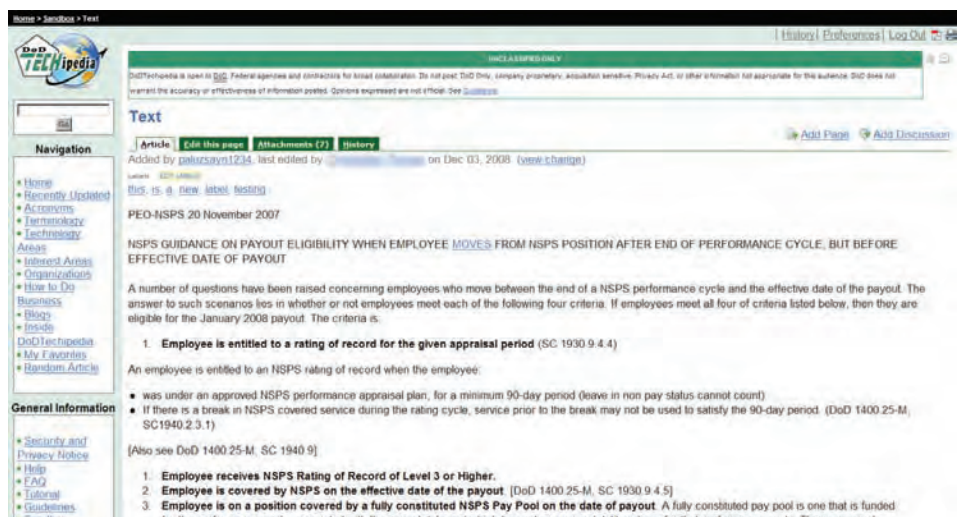 Home > Sandbox > Text
| History | Preferences | Log Out
DoD
TECHipedia
UNCLASSIFIED ONLY
DoDTechipedia is open to DoD, Federal agencies and contractors for broad collaboration. Do not post DoD Only, company proprietary, acquisition sensitive, Privacy Act, or other information not appropriate for this audience. DoD does not
warrant the accuracy or effectiveness of information posted. Opinions expressed are not official. See
Text
Add Page Add Discussion
Article Edit this page Attachments (7) History
Added by paluzsayn1234, last edited by on Dec 03, 2008 (view change)
Labels:
this, is, a, new, label, testing
Navigation
Home
Recently Updated
Acronyms
Terminology
Technology
Areas
Interest Areas
Organizations
How to Do
Business
Blogs
Inside
DoDTechipedia
My Favorites
Random Article
General Information
Security and
Privacy Notice
Help
FAQ
Tutorial
Guidelines
PEO-NSPS 20 November 2007
NSPS GUIDANCE ON PAYOUT ELIGIBILITY WHEN EMPLOYEE MOVES FROM NSPS POSITION AFTER END OF PERFORMANCE CYCLE, BUT BEFORE
EFFECTIVE DATE OF PAYOUT
A number of questions have been raised concerning employees who move between the end of a NSPS performance cycle and the effective date of the payout. The
answer to such scenarios lies in whether or not employees meet each of the following four criteria. If employees meet all four of criteria listed below, then they are
eligible for the January 2008 payout. The criteria is:
1. Employee is entitled to a rating of record for the given appraisal period (SC 1930.9.4.4)
An employee is entitled to an NSPS rating of record when the employee:
• was under an approved NSPS performance appraisal plan, for a minimum 90-day period (leave in non pay status cannot count)
• If there is a break in NSPS covered service during the rating cycle, service prior to the break may not be used to satisfy the 90-day period. (DoD 1400.25-M,
SC1940.2.3.1)
[Also see DoD 1400.25-M, SC 1940.9]
1. Employee receives NSPS Rating of Record of Level 3 or Higher.
2. Employee is covered by NSPS on the effective date of the payout. [DoD 1400.25-M, SC 1930.9.4.5]
3. Employee is on a position covered by a fully constituted NSPS Pay Pool on the date of payout. A fully constituted pay pool is one that is funded